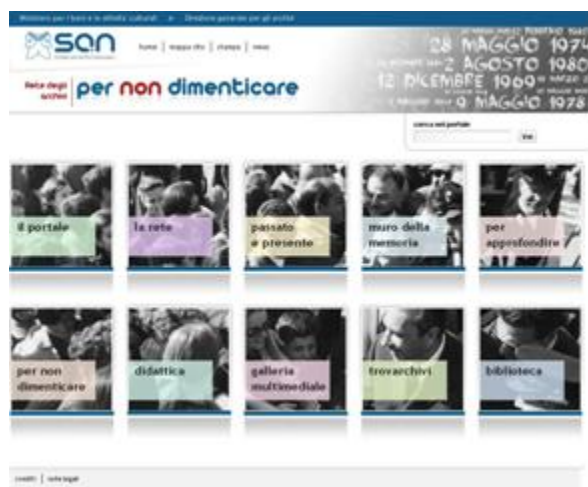 Ministero per i beni e le attività culturali
Direzione generale per gli archivi
san
home | mappa sito | stampa | news
28 MAGGIO 1974
2 AGOSTO 1980
12 DICEMBRE 1969
9 MAGGIO 1978
Rete degli
archivi
per non dimenticare
cerca nel portale
Vai
il portale
la rete
passato
e presente
muro della
memoria
per
approfondire
per non
dimenticare
didattica
galleria
multimediale
trovarchivi
biblioteca
crediti | note legali